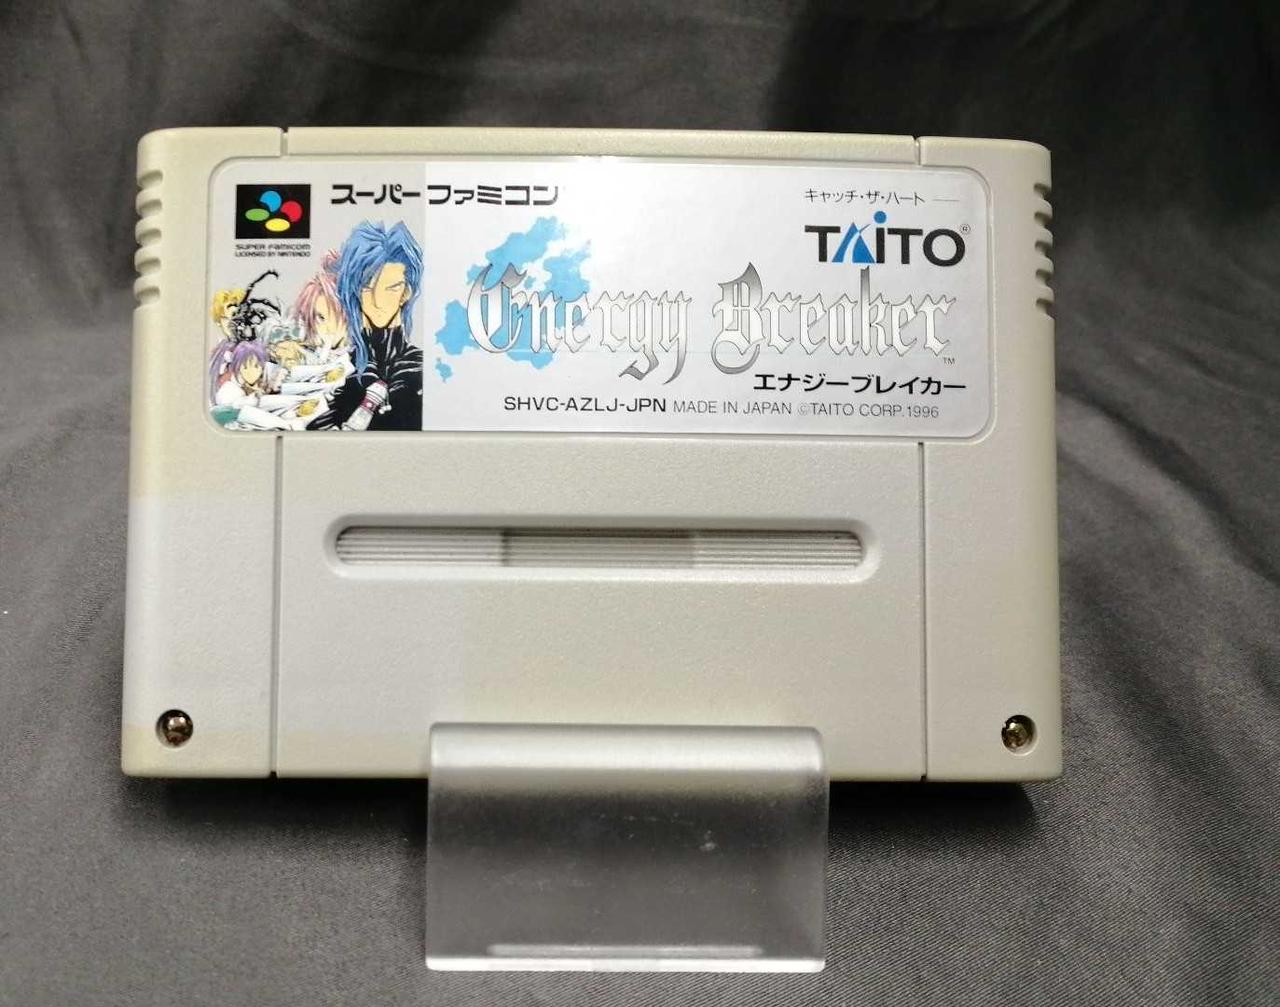 スーパーファミコン
SUPER FAMICOM
LICENSED BY NINTENDO
キャッチ・ザ・ハート
TAITO®
Energy Breaker™
エナジーブレイカー
SHVC-AZLJ-JPN MADE IN JAPAN ©TAITO CORP.1996